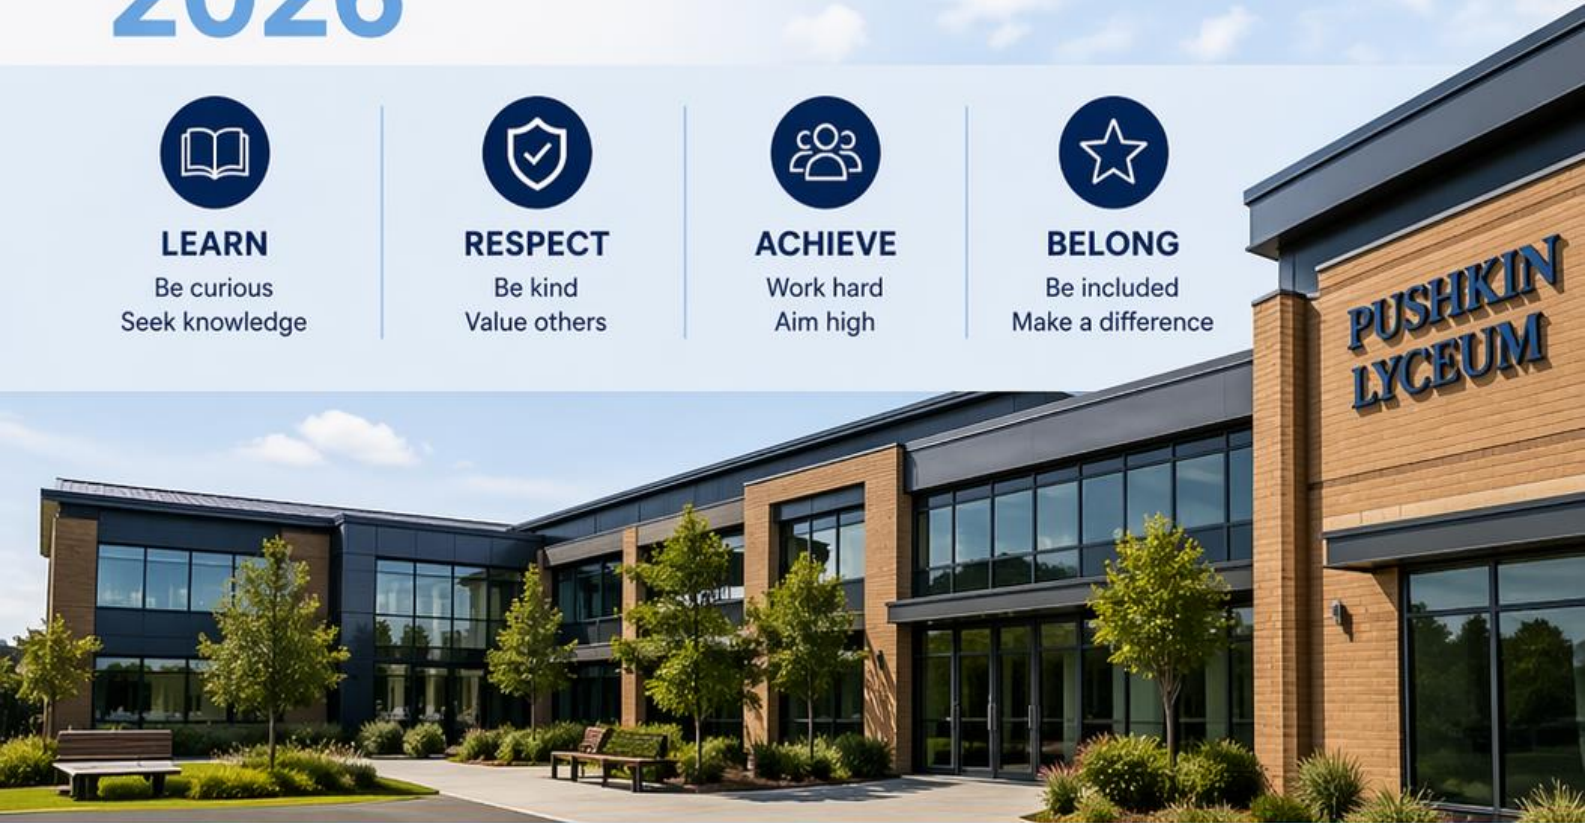 2026
LEARN
Be curious
Seek knowledge
RESPECT
Be kind
Value others
ACHIEVE
Work hard
Aim high
BELONG
Be included
Make a difference
PUSHKIN
LYCEUM